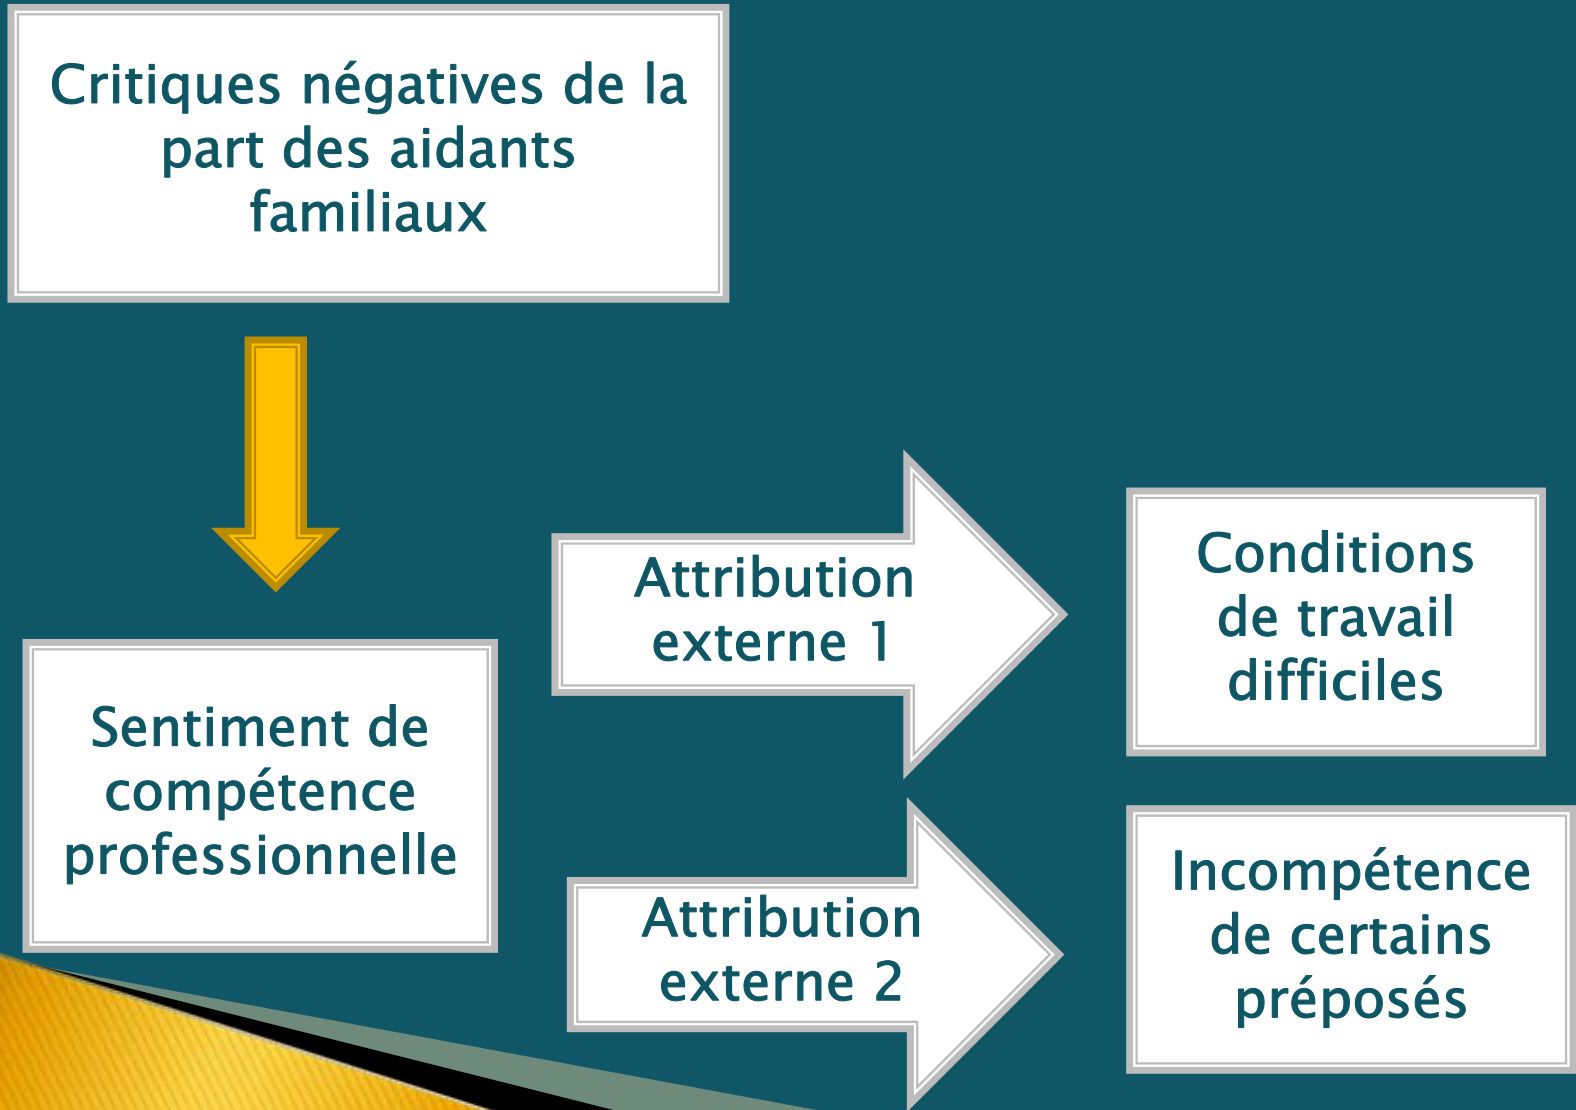 Critiques négatives de la
part des aidants
familiaux
Attribution
externe 1
Conditions
de travail
difficiles
Sentiment de
compétence
professionnelle
Attribution
externe 2
Incompétence
de certains
préposés